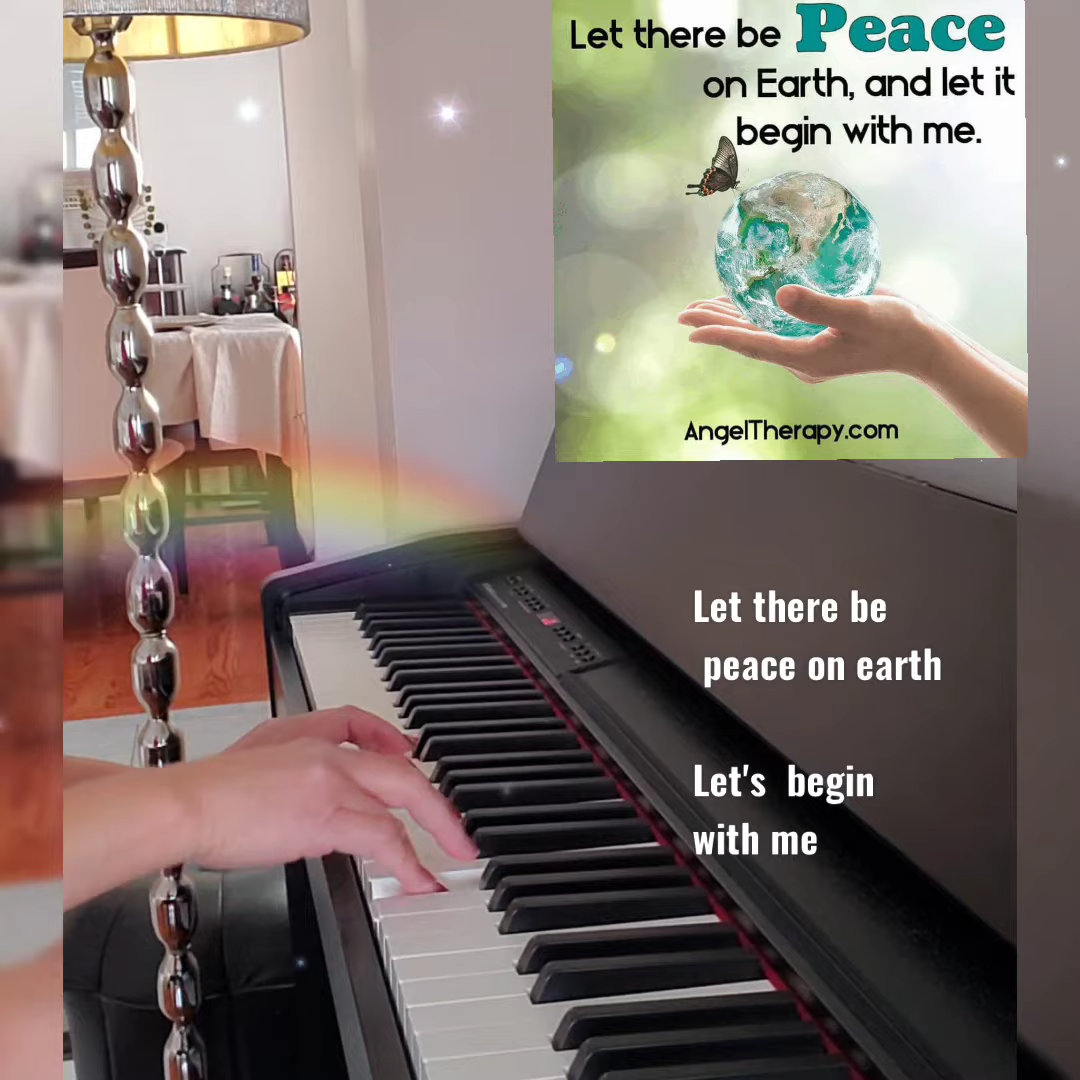 Let there be Peace
on Earth, and let it
begin with me.
AngelTherapy.com
Let there be
peace on earth
Let's begin
with me